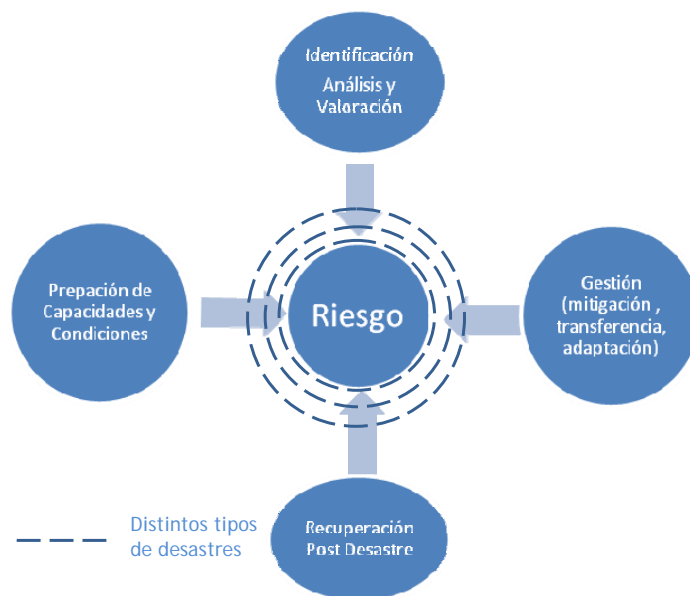 Identificación
Análisis y
Valoración
Prepación de
Capacidades y
Condiciones
Riesgo
Gestión
(mitigación ,
transferencia,
adaptación)
Recuperación
Post Desastre
Distintos tipos
de desastres